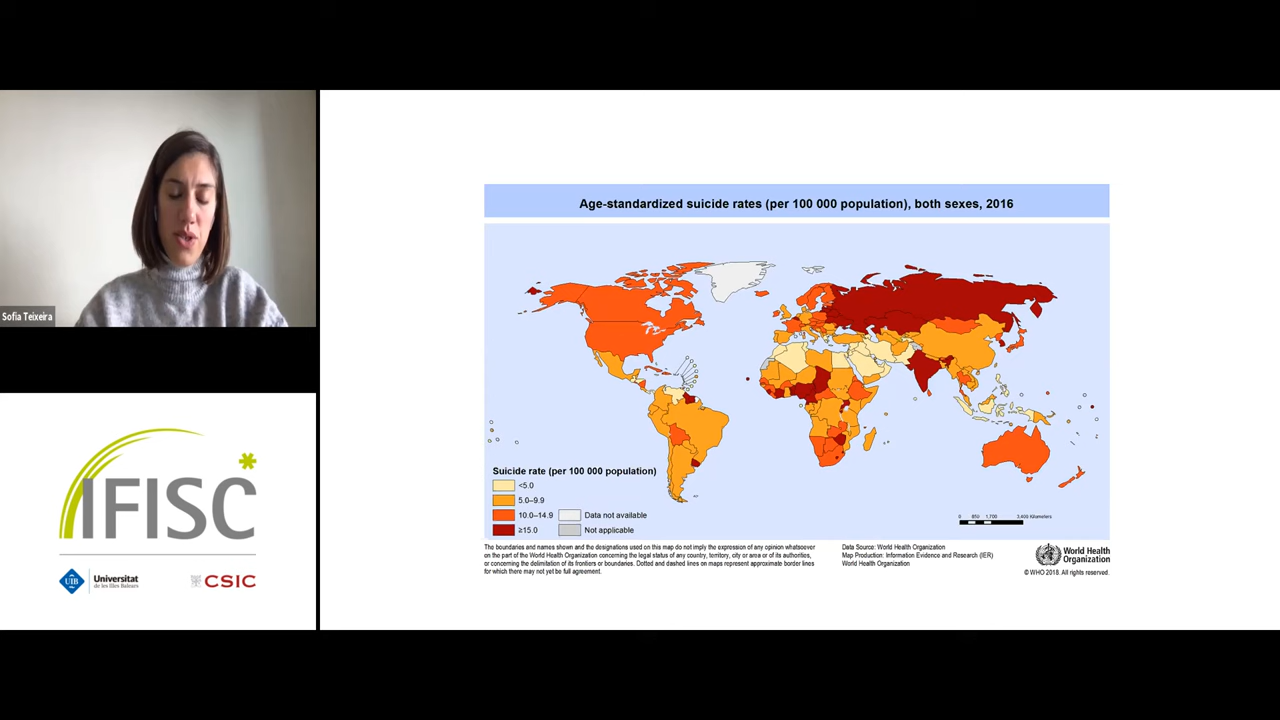 Sofia Teixeira
IFISC
UIB
Universitat
de les Illes Balears
CSIC
Age-standardized suicide rates (per 100 000 population), both sexes, 2016
Suicide rate (per 100 000 population)
<5.0
5.0–9.9
10.0–14.9
≥15.0
Data not available
Not applicable
0 850 1,700 3,400 Kilometers
The boundaries and names shown and the designations used on this map do not imply the expression of any opinion whatsoever
on the part of the World Health Organization concerning the legal status of any country, territory, city or area or of its authorities,
or concerning the delimitation of its frontiers or boundaries. Dotted and dashed lines on maps represent approximate border lines
for which there may not yet be full agreement.
Data Source: World Health Organization
Map Production: Information Evidence and Research (IER)
World Health Organization
World Health
Organization
© WHO 2018. All rights reserved.